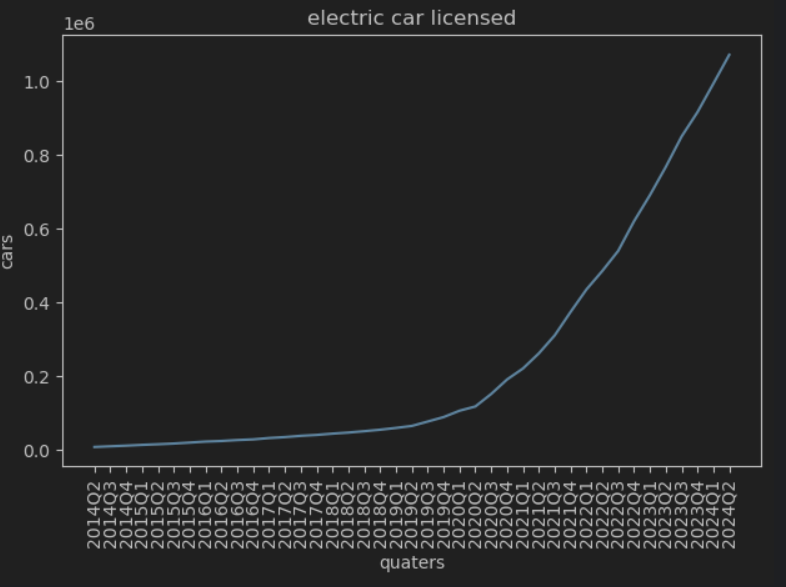 electric car licensed
1e6
1.0
0.8
0.6
0.4
0.2
0.0
cars
2014Q2
2014Q3
2014Q4
2015Q1
2015Q2
2015Q3
2015Q4
2016Q1
2016Q2
2016Q3
2016Q4
2017Q1
2017Q2
2017Q3
2017Q4
2018Q1
2018Q2
2018Q3
2018Q4
2019Q1
2019Q2
2019Q3
2019Q4
2020Q1
2020Q2
2020Q3
2020Q4
2021Q1
2021Q2
2021Q3
2021Q4
2022Q1
2022Q2
2022Q3
2022Q4
2023Q1
2023Q2
2023Q3
2023Q4
2024Q1
2024Q2
quaters